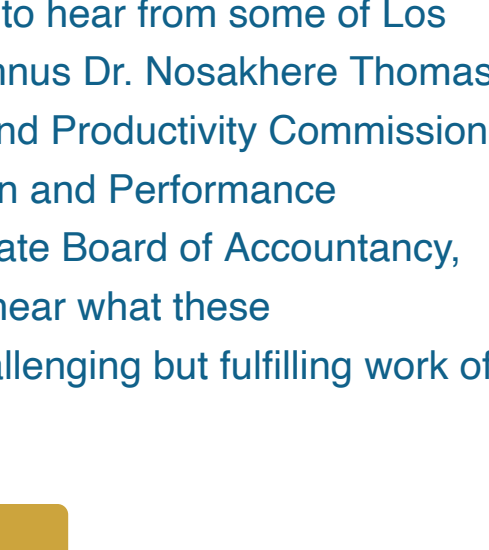 to hear from some of Los
nnus Dr. Nosakhere Thomas
nd Productivity Commission
n and Performance
ate Board of Accountancy,
hear what these
allenging but fulfilling work of